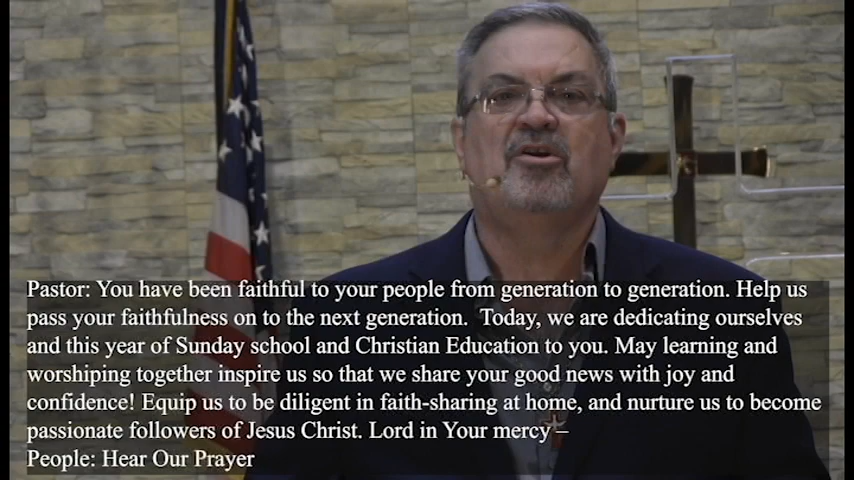 Pastor: You have been faithful to your people from generation to generation. Help us
pass your faithfulness on to the next generation.  Today, we are dedicating ourselves
and this year of Sunday school and Christian Education to you. May learning and
worshiping together inspire us so that we share your good news with joy and
confidence! Equip us to be diligent in faith-sharing at home, and nurture us to become
passionate followers of Jesus Christ. Lord in Your mercy –
People: Hear Our Prayer